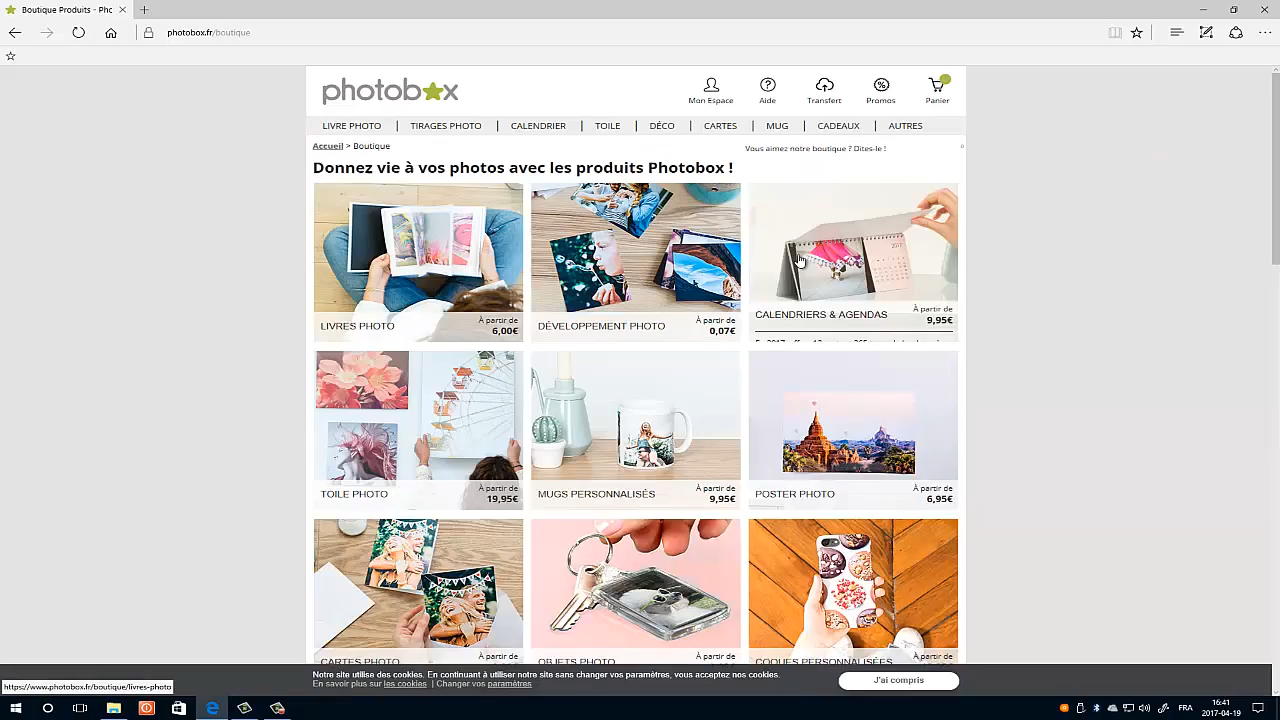 Boutique Produits - Phc
photobox.fr/boutique
photobox
Mon Espace
Aide
Transfert
Promos
Panier
LIVRE PHOTO
TIRAGES PHOTO
CALENDRIER
TOILE
DÉCO
CARTES
MUG
CADEAUX
AUTRES
Accueil > Boutique
Vous aimez notre boutique ? Dites-le !
Donnez vie à vos photos avec les produits Photobox !
2017
LIVRES PHOTO
À partir de
6,00€
DÉVELOPPEMENT PHOTO
À partir de
0,07€
CALENDRIERS & AGENDAS
À partir de
9,95€
TOILE PHOTO
À partir de
19,95€
MUGS PERSONNALISÉS
À partir de
9,95€
POSTER PHOTO
À partir de
6,95€
CARTES PHOTO
À partir de
OBJETS PHOTO
À partir de
COQUES PERSONNALISÉES
À partir de
Notre site utilise des cookies. En continuant à utiliser notre site sans changer vos paramètres, vous acceptez nos cookies.
En savoir plus sur les cookies | Changer vos paramètres
J'ai compris
https://www.photobox.fr/boutique/livres-photo
FRA
16:41
2017-04-19